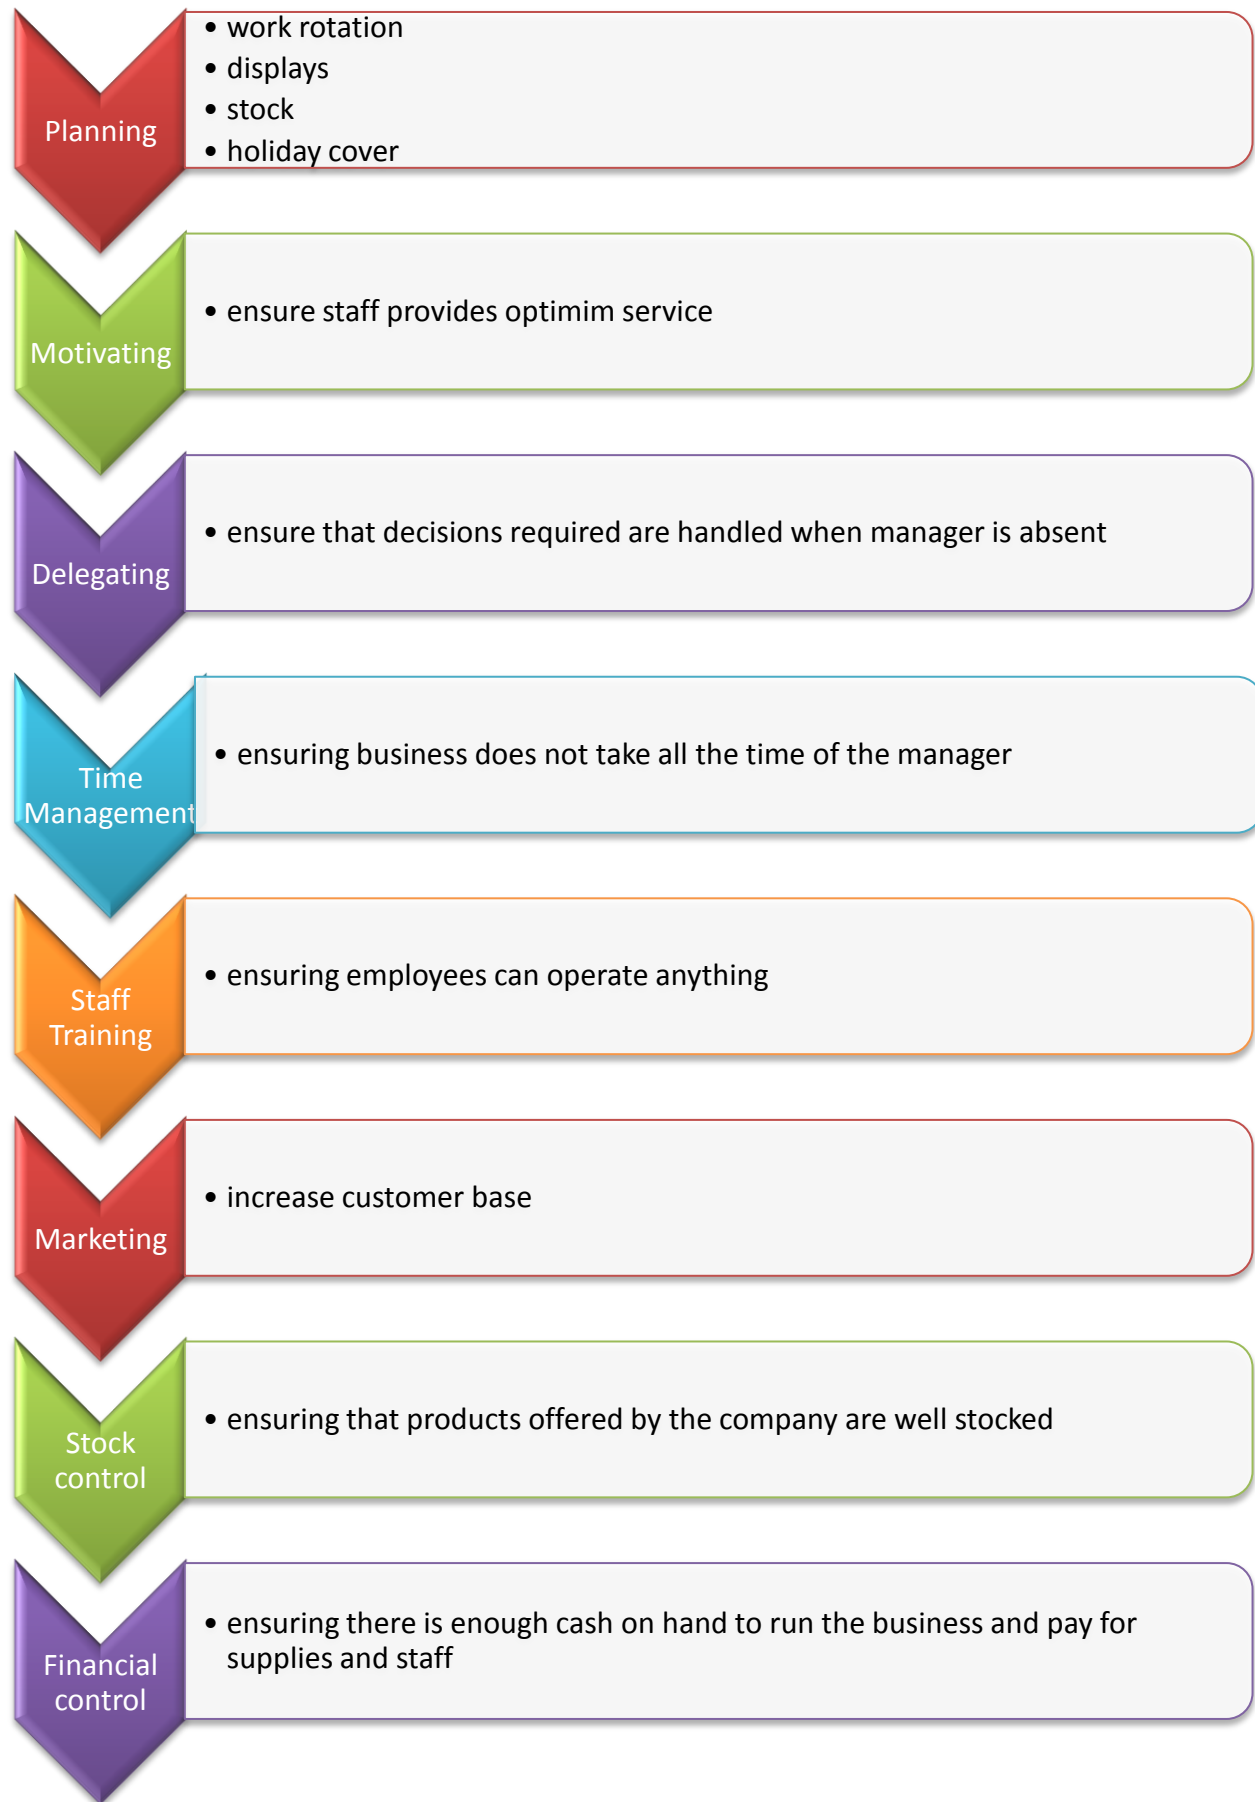 Planning
• work rotation
• displays
• stock
• holiday cover
Motivating
• ensure staff provides optimim service
Delegating
• ensure that decisions required are handled when manager is absent
Time
Management
• ensuring business does not take all the time of the manager
Staff
Training
• ensuring employees can operate anything
Marketing
• increase customer base
Stock
control
• ensuring that products offered by the company are well stocked
Financial
control
• ensuring there is enough cash on hand to run the business and pay for
supplies and staff